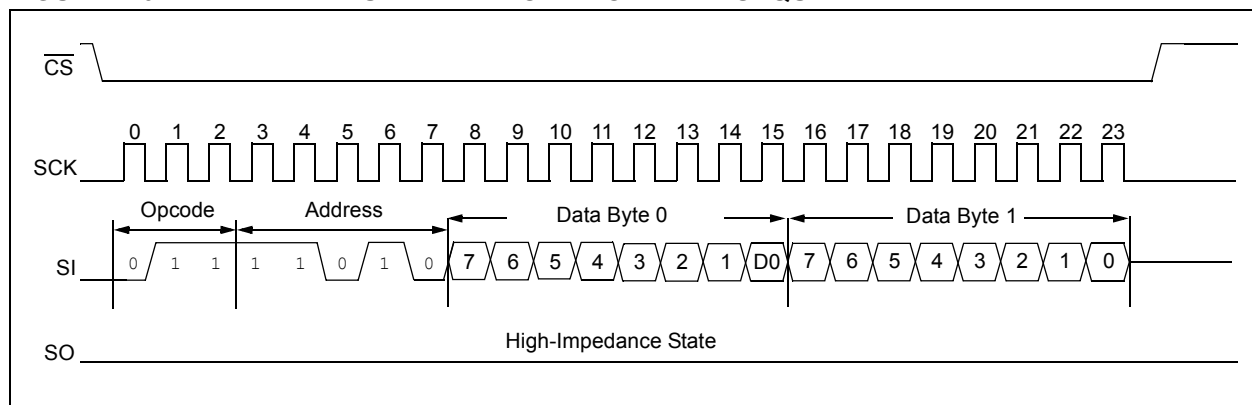 CS
0 1 2 3 4 5 6 7 8 9 10 11 12 13 14 15 16 17 18 19 20 21 22 23
SCK
Opcode Address Data Byte 0 Data Byte 1
SI 0 1 1 1 1 0 1 0 7 6 5 4 3 2 1 D0 7 6 5 4 3 2 1 0
High-Impedance State
SO